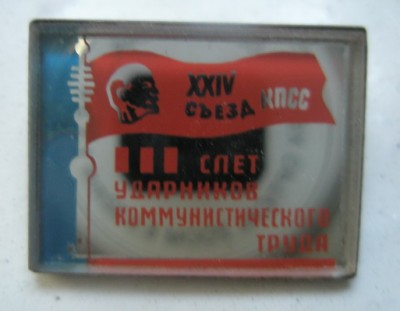 XXIV
СЪЕЗД КПСС
III СЛЕТ
УДАРНИКОВ
КОММУНИСТИЧЕСКОГО
ТРУДА